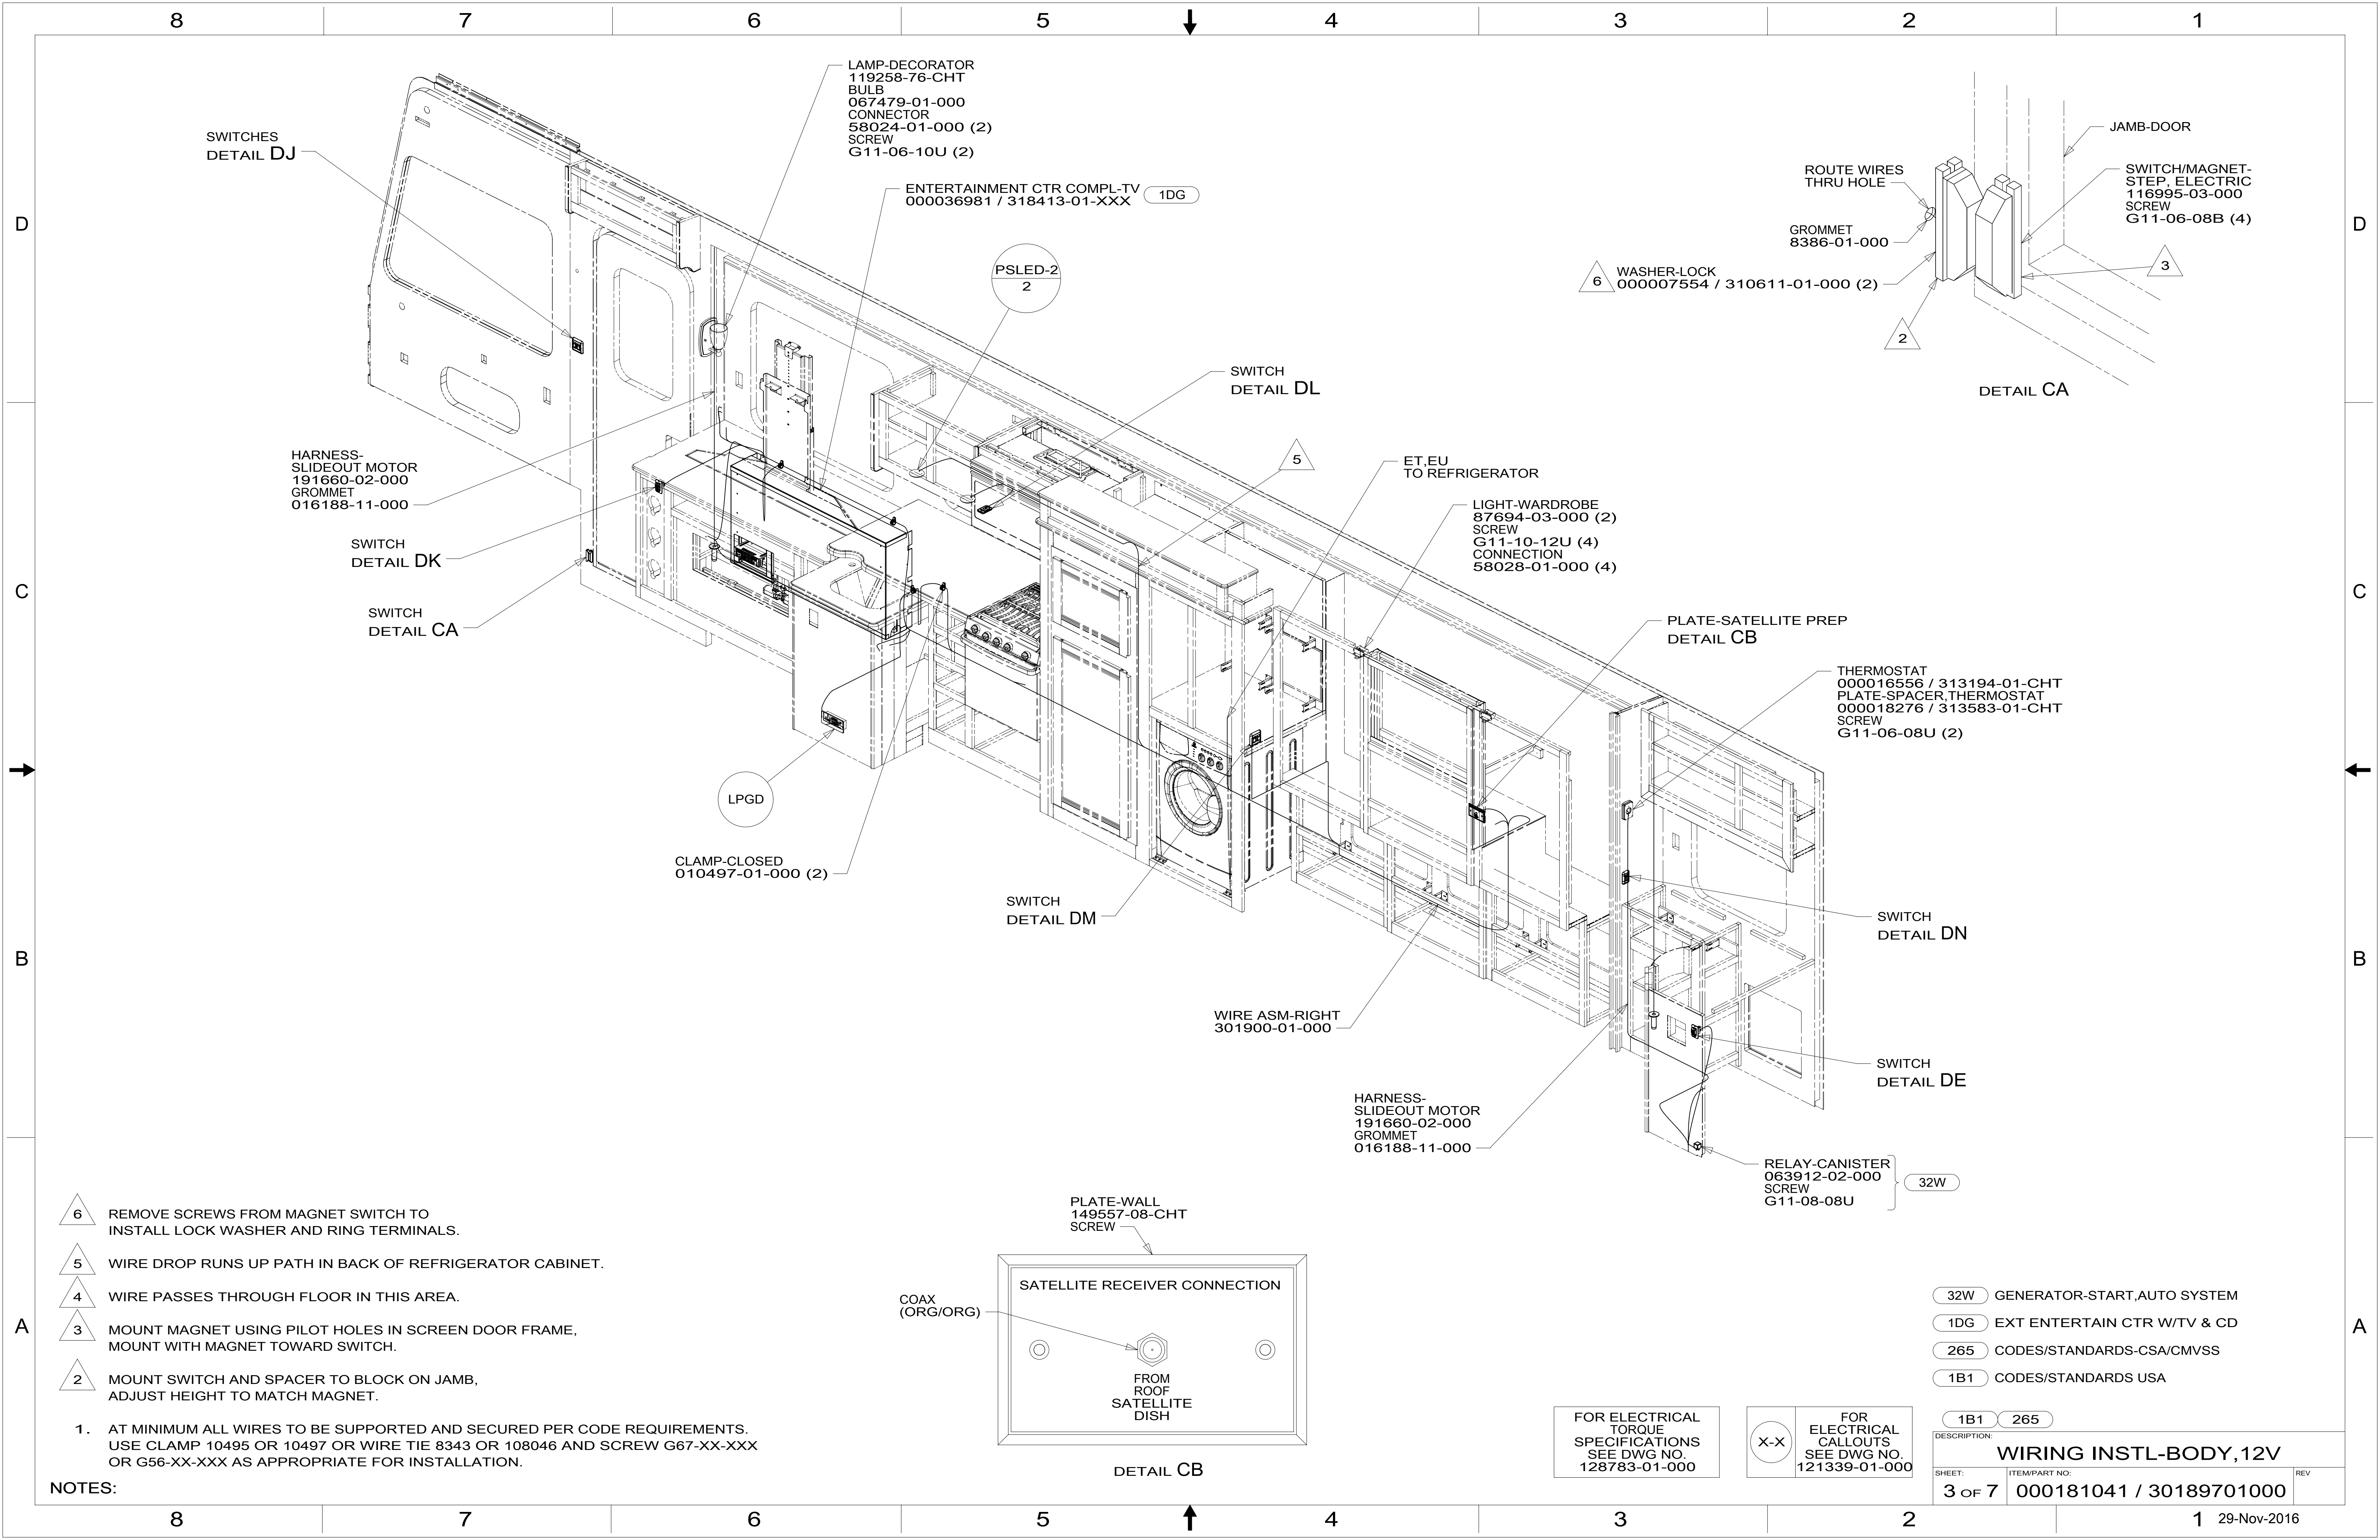 8 7 6 5 4 3 2 1
D
C
B
A
D
C
B
A
SWITCHES
DETAIL DJ
LAMP-DECORATOR
119258-76-CHT
BULB
067479-01-000
CONNECTOR
58024-01-000 (2)
SCREW
G11-06-10U (2)
ENTERTAINMENT CTR COMPL-TV
000036981 / 318413-01-XXX
1DG
PSLED-2
2
SWITCH
DETAIL DL
5
ET,EU
TO REFRIGERATOR
LIGHT-WARDROBE
87694-03-000 (2)
SCREW
G11-10-12U (4)
CONNECTION
58028-01-000 (4)
PLATE-SATELLITE PREP
DETAIL CB
THERMOSTAT
000016556 / 313194-01-CHT
PLATE-SPACER,THERMOSTAT
000018276 / 313583-01-CHT
SCREW
G11-06-08U (2)
JAMB-DOOR
ROUTE WIRES
THRU HOLE
SWITCH/MAGNET-
STEP, ELECTRIC
116995-03-000
SCREW
G11-06-08B (4)
GROMMET
8386-01-000
6
WASHER-LOCK
000007554 / 310611-01-000 (2)
3
2
DETAIL CA
HARNESS-
SLIDEOUT MOTOR
191660-02-000
GROMMET
016188-11-000
SWITCH
DETAIL DK
SWITCH
DETAIL CA
LPGD
CLAMP-CLOSED
010497-01-000 (2)
SWITCH
DETAIL DM
WIRE ASM-RIGHT
301900-01-000
SWITCH
DETAIL DN
SWITCH
DETAIL DE
HARNESS-
SLIDEOUT MOTOR
191660-02-000
GROMMET
016188-11-000
RELAY-CANISTER
063912-02-000
SCREW
G11-08-08U
32W
6 REMOVE SCREWS FROM MAGNET SWITCH TO
INSTALL LOCK WASHER AND RING TERMINALS.
5 WIRE DROP RUNS UP PATH IN BACK OF REFRIGERATOR CABINET.
4 WIRE PASSES THROUGH FLOOR IN THIS AREA.
3 MOUNT MAGNET USING PILOT HOLES IN SCREEN DOOR FRAME,
MOUNT WITH MAGNET TOWARD SWITCH.
2 MOUNT SWITCH AND SPACER TO BLOCK ON JAMB,
ADJUST HEIGHT TO MATCH MAGNET.
1. AT MINIMUM ALL WIRES TO BE SUPPORTED AND SECURED PER CODE REQUIREMENTS.
USE CLAMP 10495 OR 10497 OR WIRE TIE 8343 OR 108046 AND SCREW G67-XX-XXX
OR G56-XX-XXX AS APPROPRIATE FOR INSTALLATION.
NOTES:
PLATE-WALL
149557-08-CHT
SCREW
SATELLITE RECEIVER CONNECTION
COAX
(ORG/ORG)
FROM
ROOF
SATELLITE
DISH
DETAIL CB
32W GENERATOR-START,AUTO SYSTEM
1DG EXT ENTERTAIN CTR W/TV & CD
265 CODES/STANDARDS-CSA/CMVSS
1B1 CODES/STANDARDS USA
1B1 265
FOR ELECTRICAL
TORQUE
SPECIFICATIONS
SEE DWG NO.
128783-01-000
X-X
FOR
ELECTRICAL
CALLOUTS
SEE DWG NO.
121339-01-000
DESCRIPTION:
WIRING INSTL-BODY,12V
SHEET:
3 OF 7
ITEM/PART NO:
000181041 / 30189701000
REV
8 7 6 5 4 3 2 1
29-Nov-2016